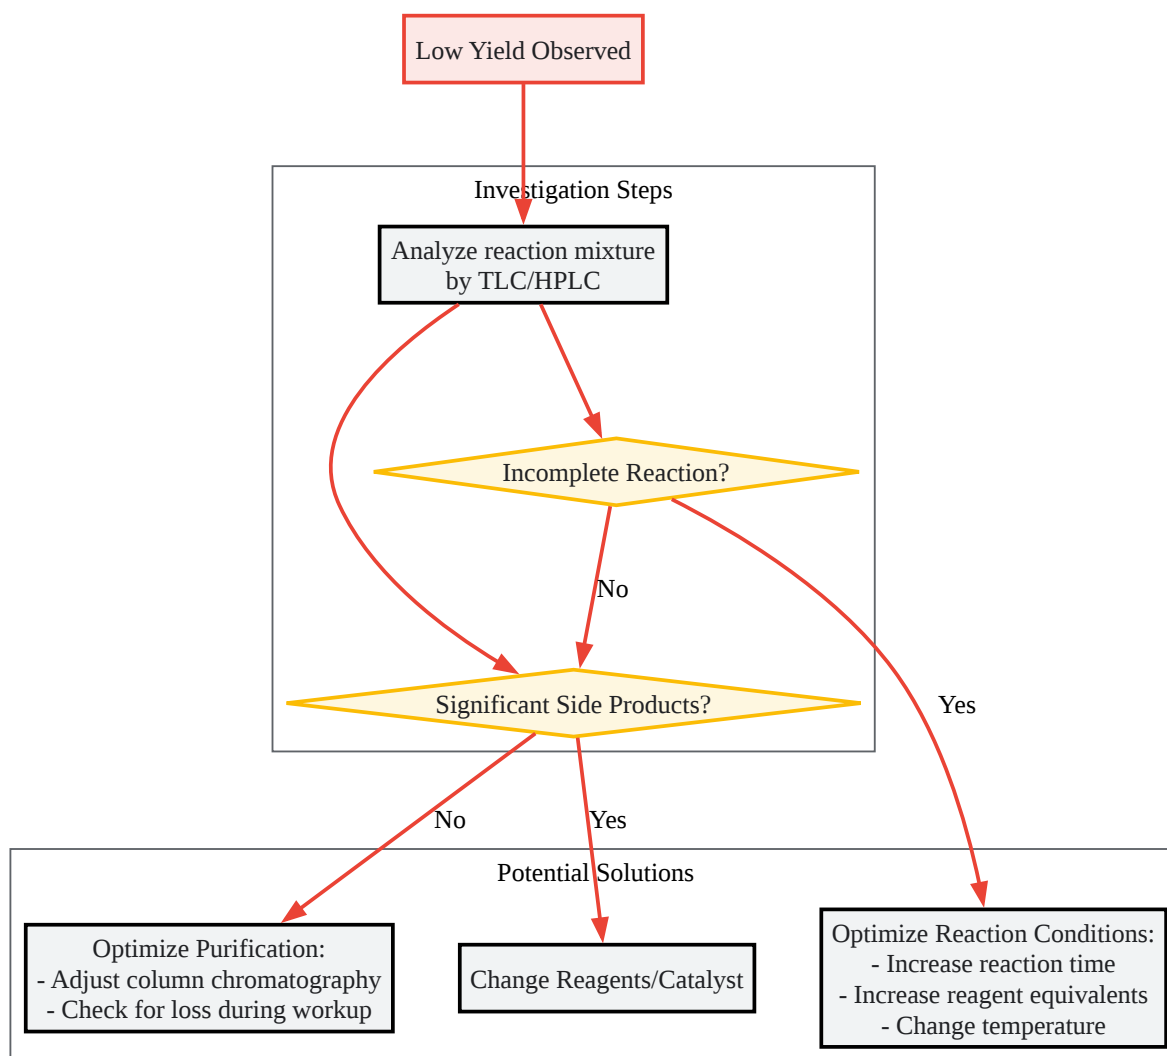 Low Yield Observed
Investigation Steps
Analyze reaction mixture
by TLC/HPLC
Incomplete Reaction?
No
Significant Side Products?
Yes
No
Yes
Potential Solutions
Optimize Purification:
- Adjust column chromatography
- Check for loss during workup
Change Reagents/Catalyst
Optimize Reaction Conditions:
- Increase reaction time
- Increase reagent equivalents
- Change temperature